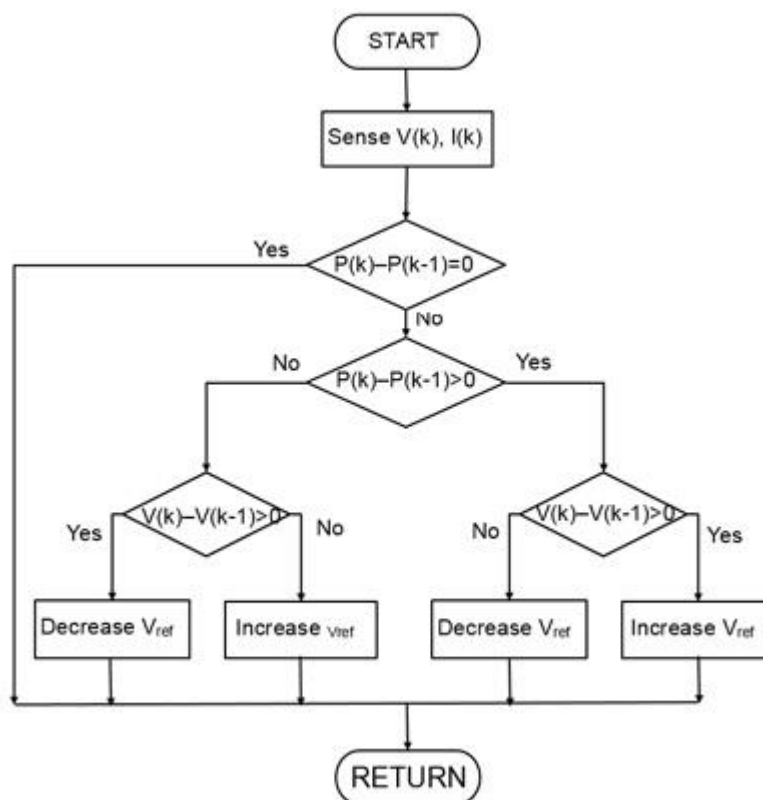 START
Sense V(k), I(k)
Yes
P(k)–P(k-1)=0
No
No
P(k)–P(k-1)>0
Yes
V(k)–V(k-1)>0
V(k)–V(k-1)>0
Yes
No
No
Yes
Decrease Vref
Increase Vref
Decrease Vref
Increase Vref
RETURN